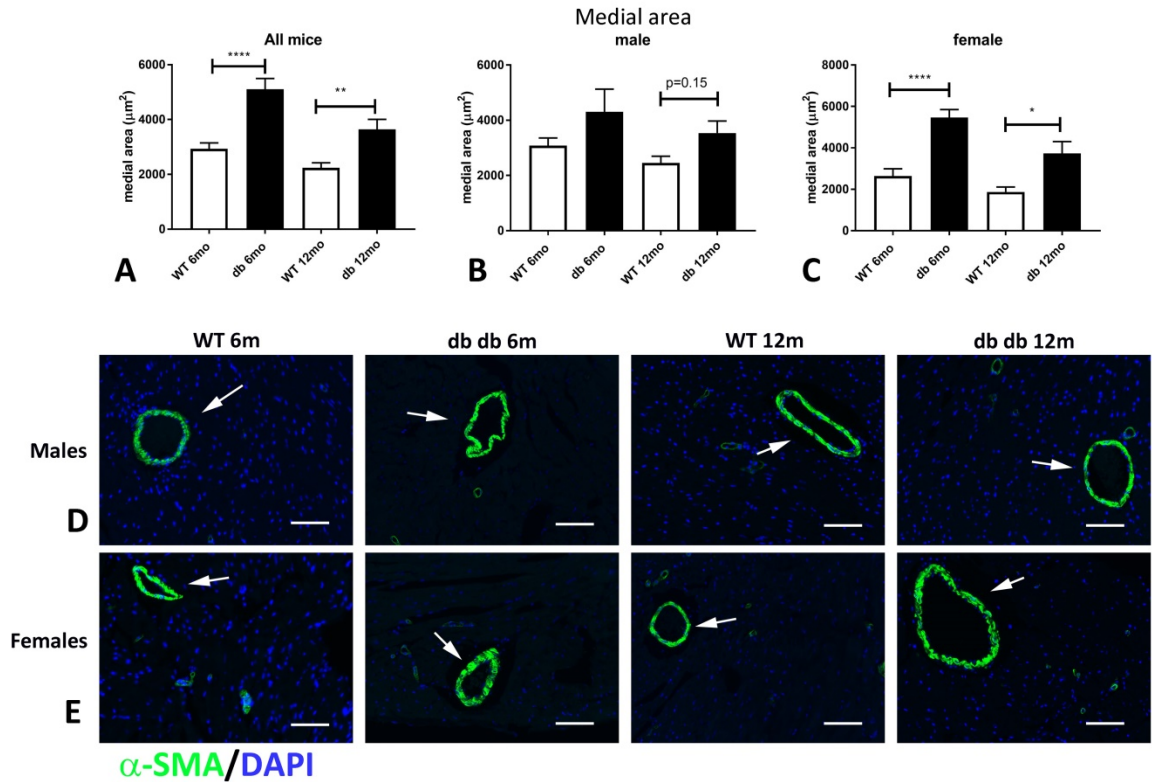 Medial area
All mice
medial area (μm²)
6000
4000
2000
0
****
**
WT 6mo
db 6mo
WT 12mo
db 12mo
A
male
medial area (μm²)
6000
4000
2000
0
p=0.15
WT 6mo
db 6mo
WT 12mo
db 12mo
B
female
medial area (μm²)
8000
6000
4000
2000
0
****
*
WT 6mo
db 6mo
WT 12mo
db 12mo
C
WT 6m
db db 6m
WT 12m
db db 12m
Males
D
Females
E
α-SMA/DAPI